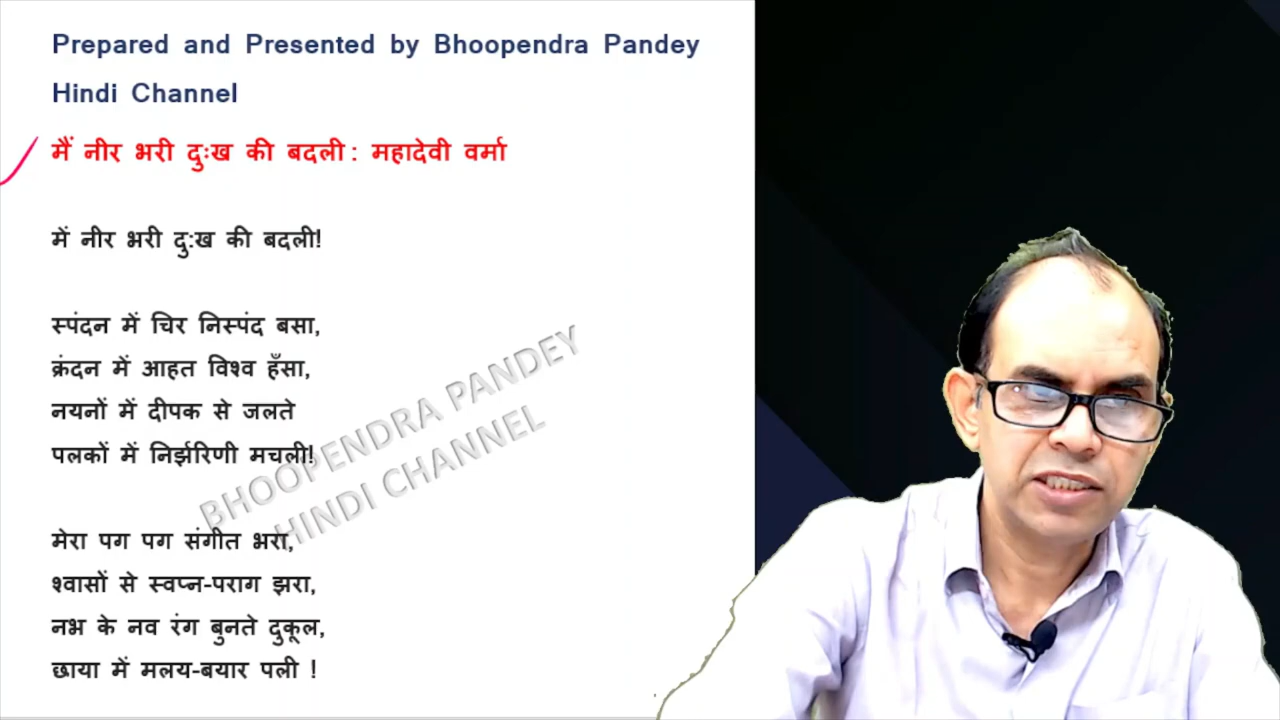 Prepared and Presented by Bhoopendra Pandey
Hindi Channel
मैं नीर भरी दुःख की बदली : महादेवी वर्मा
में नीर भरी दु:ख की बदली!
स्पंदन में चिर निस्पंद बसा,
क्रंदन में आहत विश्व हँसा,
नयनों में दीपक से जलते
पलकों में निर्झरिणी मचली!
मेरा पग पग संगीत भरा,
श्वासों से स्वप्न-पराग झरा,
नभ के नव रंग बुनते दुकूल,
छाया में मलय-बयार पली !
BHOOPENDRA PANDEY
HINDI CHANNEL